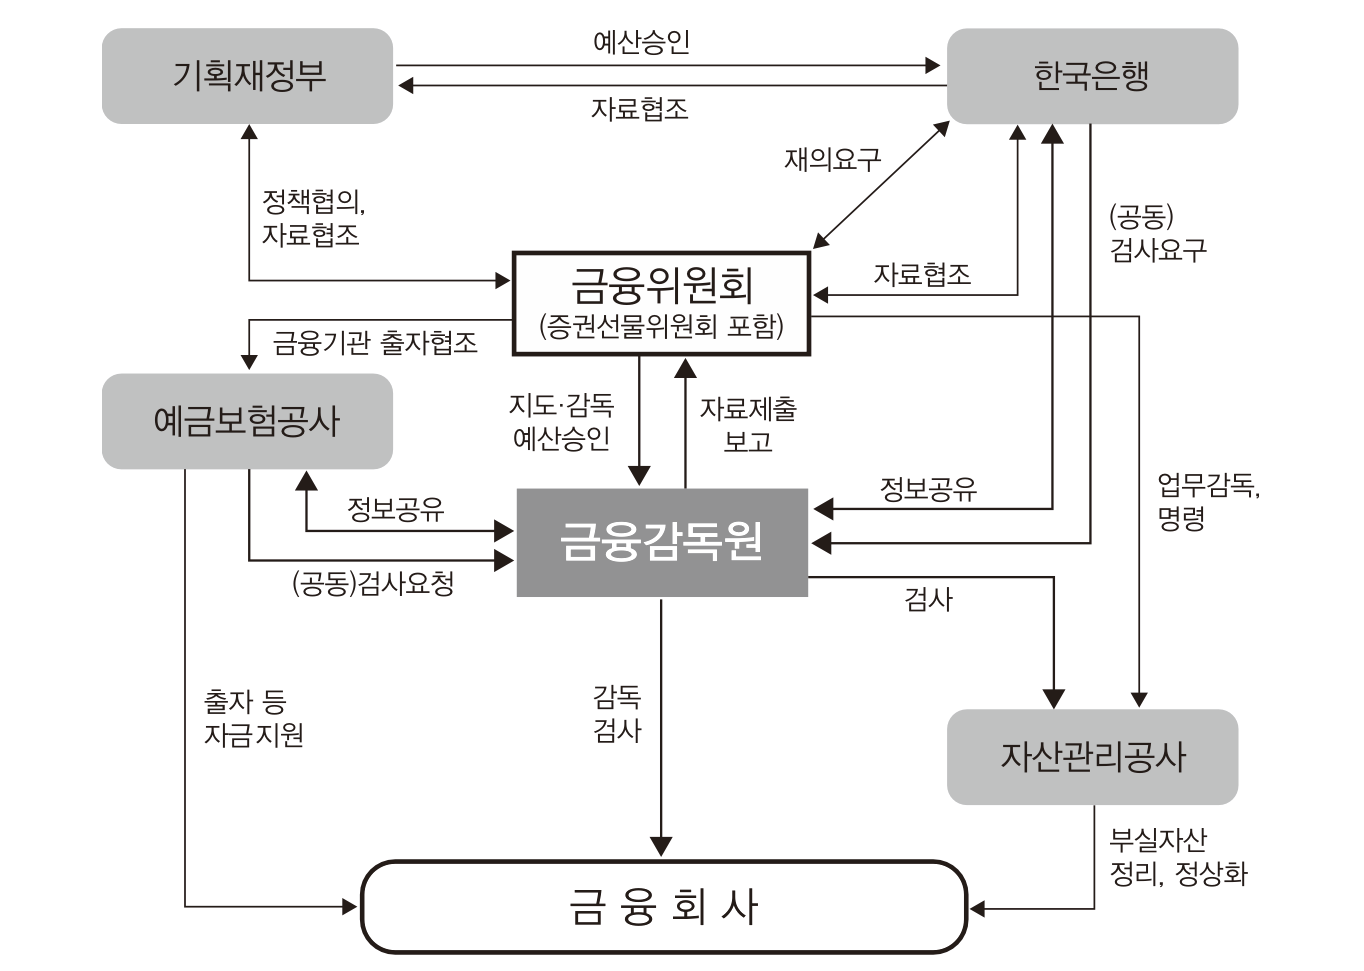 예산승인
기획재정부
한국은행
자료협조
재의요구
정책협의,
자료협조
(공동)
검사요구
금융위원회
(증권선물위원회 포함)
자료협조
금융기관 출자협조
예금보험공사
지도·감독
예산승인
자료제출
보고
정보공유
정보공유
업무감독,
명령
금융감독원
(공동)검사요청
검사
출자 등
자금지원
감독
검사
자산관리공사
부실자산
정리, 정상화
금 융 회 사